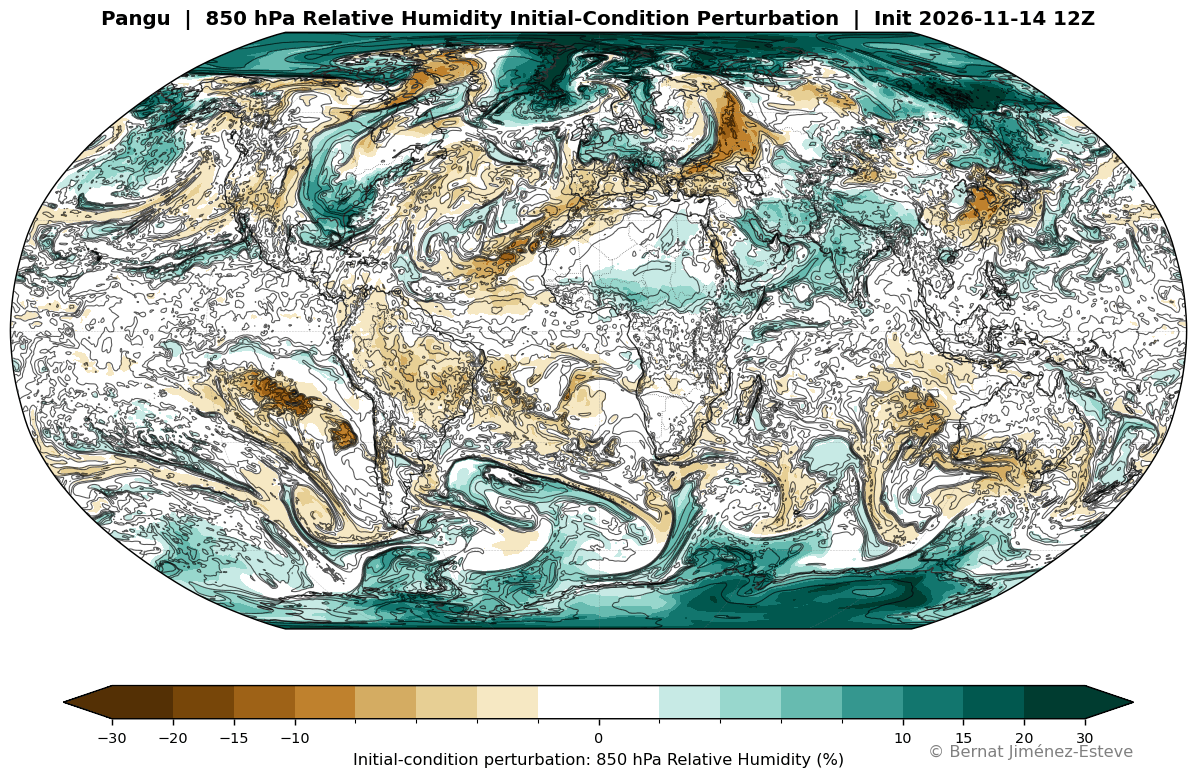 Pangu  |  850 hPa Relative Humidity Initial-Condition Perturbation  |  Init 2026-11-14 12Z
−30 −20 −15 −10 0 10 15 20 30
Initial-condition perturbation: 850 hPa Relative Humidity (%)
© Bernat Jiménez-Esteve